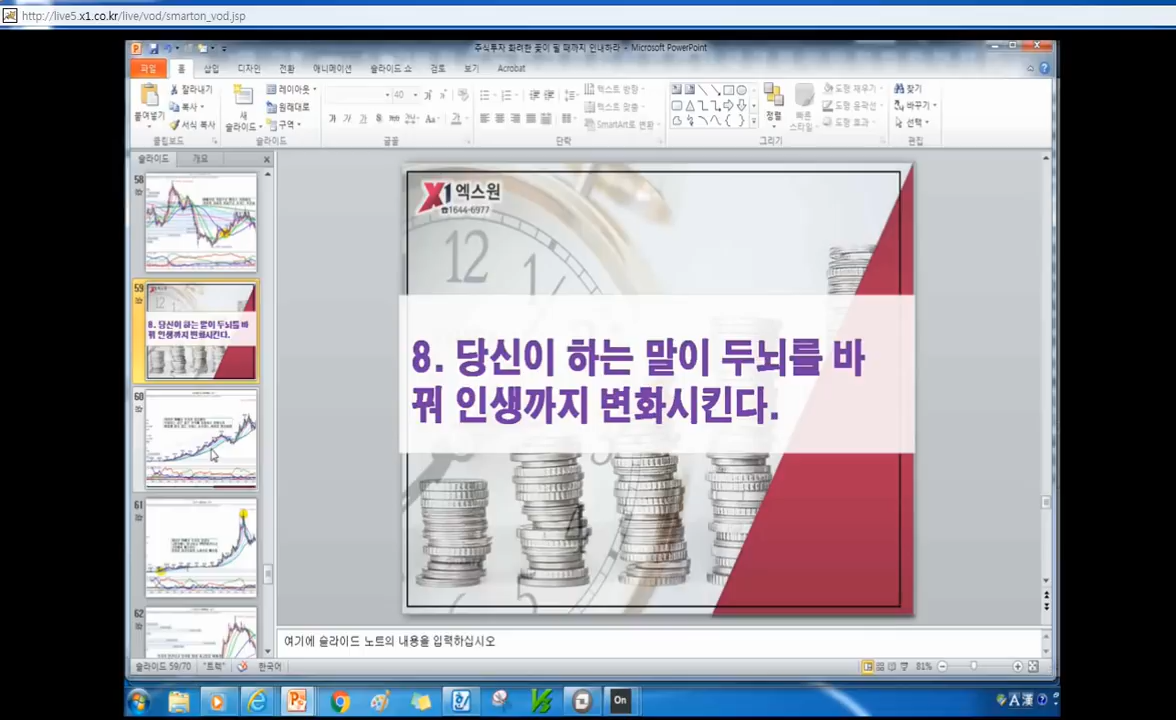 http://live5.x1.co.kr/live/vod/smarton_vod.jsp
주식투자 화려한 꽃이 필 때까지 인내하라 - Microsoft PowerPoint
파일 홈 삽입 디자인 전환 애니메이션 슬라이드 쇼 검토 보기 Acrobat
붙여넣기
잘라내기
복사
서식 복사
클립보드
새 슬라이드
레이아웃
원래대로
구역
슬라이드
40
글꼴
텍스트 방향
텍스트 맞춤
SmartArt로 변환
단락
정렬
빠른 스타일
도형 채우기
도형 윤곽선
도형 효과
그리기
찾기
바꾸기
선택
편집
슬라이드 개요
58
59
8. 당신이 하는 말이 두뇌를 바
꿔 인생까지 변화시킨다.
60
61
62
X1 엑스원
☎1644-6977
12
1
8. 당신이 하는 말이 두뇌를 바
꿔 인생까지 변화시킨다.
여기에 슬라이드 노트의 내용을 입력하십시오
슬라이드 59/70 "트랙" 한국어 81%
On
A 漢